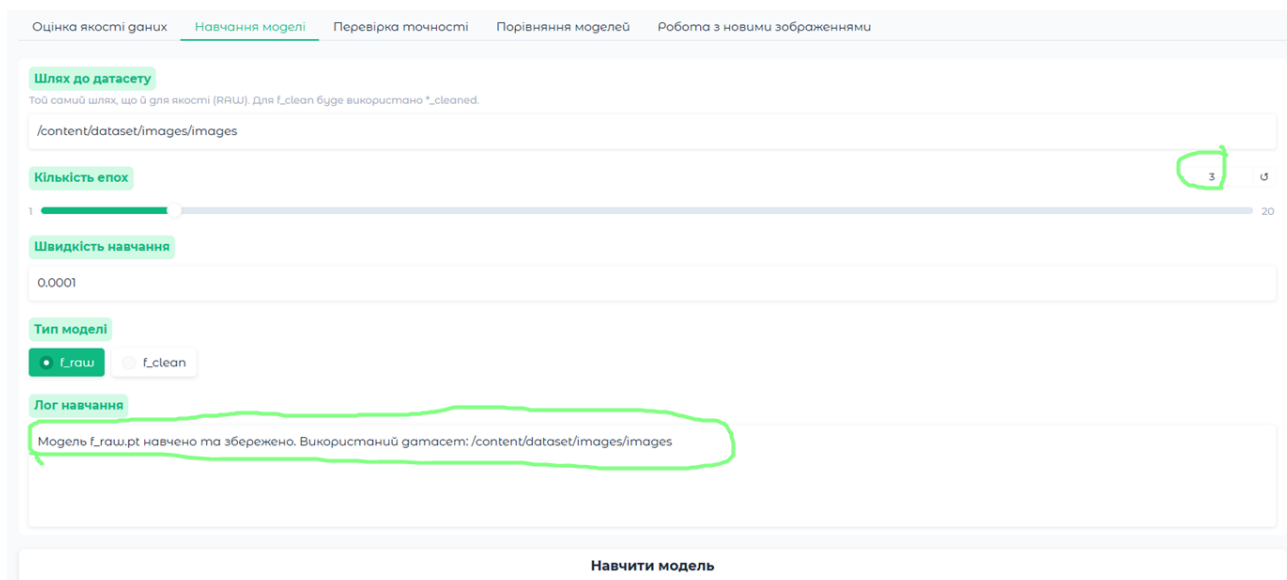 Оцінка якості даних Навчання моделі Перевірка точності Порівняння моделей Робота з новими зображеннями
Шлях до датасету
Той самий шлях, що й для якості (RAW). Для f_clean буде використано *_cleaned.
/content/dataset/images/images
Кількість епох 3 ↺
1 20
Швидкість навчання
0.0001
Тип моделі
f_raw f_clean
Лог навчання
Модель f_raw.pt навчено та збережено. Використаний датасет: /content/dataset/images/images
Навчити модель